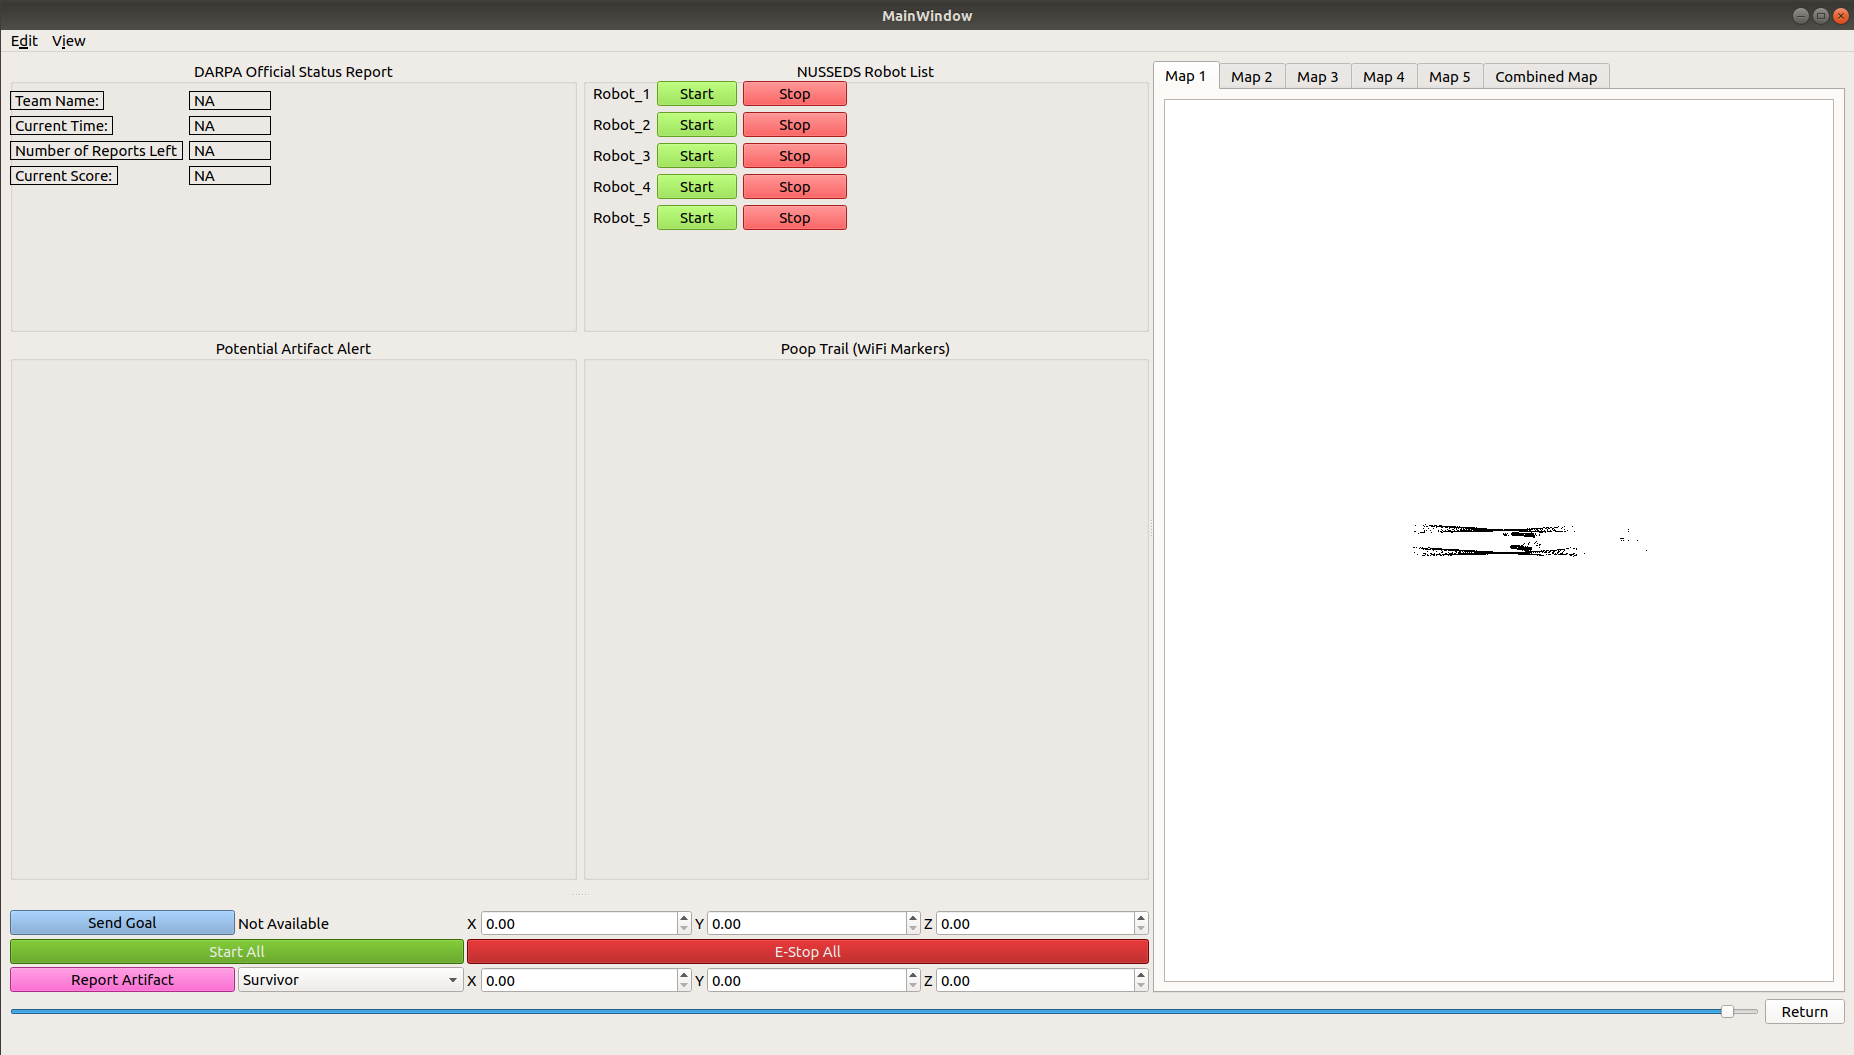 MainWindow
Edit View
DARPA Official Status Report
Team Name: NA
Current Time: NA
Number of Reports Left NA
Current Score: NA
NUSSEDS Robot List
Robot_1 Start Stop
Robot_2 Start Stop
Robot_3 Start Stop
Robot_4 Start Stop
Robot_5 Start Stop
Map 1 Map 2 Map 3 Map 4 Map 5 Combined Map
Potential Artifact Alert
Poop Trail (WiFi Markers)
Send Goal Not Available X 0.00 Y 0.00 Z 0.00
Start All E-Stop All
Report Artifact Survivor X 0.00 Y 0.00 Z 0.00
Return